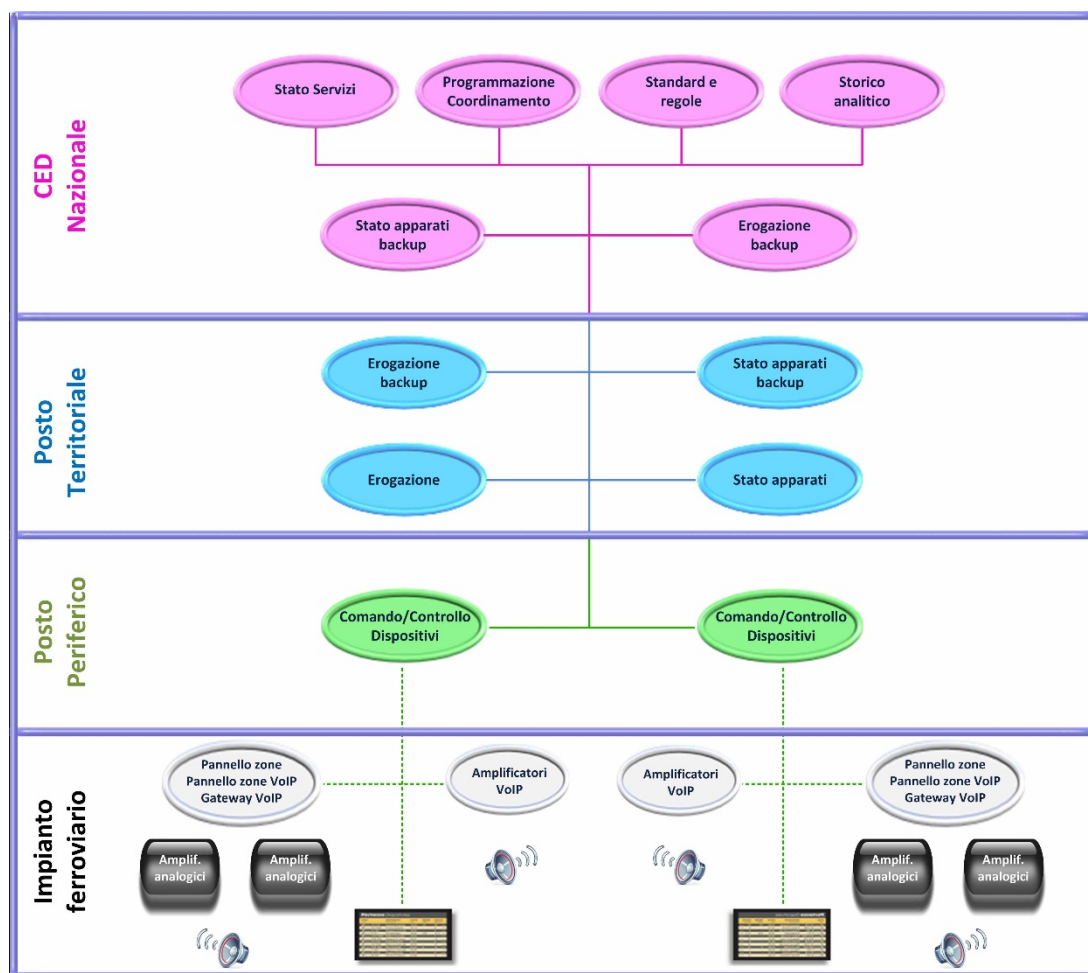 CED
Nazionale
Stato Servizi
Programmazione
Coordinamento
Standard e
regole
Storico
analitico
Stato apparati
backup
Erogazione
backup
Posto
Territoriale
Erogazione
backup
Stato apparati
backup
Erogazione
Stato apparati
Posto
Periferico
Comando/Controllo
Dispositivi
Comando/Controllo
Dispositivi
Impianto
ferroviario
Pannello zone
Pannello zone VoIP
Gateway VoIP
Amplificatori
VoIP
Amplificatori
VoIP
Pannello zone
Pannello zone VoIP
Gateway VoIP
Amplif.
analogici
Amplif.
analogici
Amplif.
analogici
Amplif.
analogici